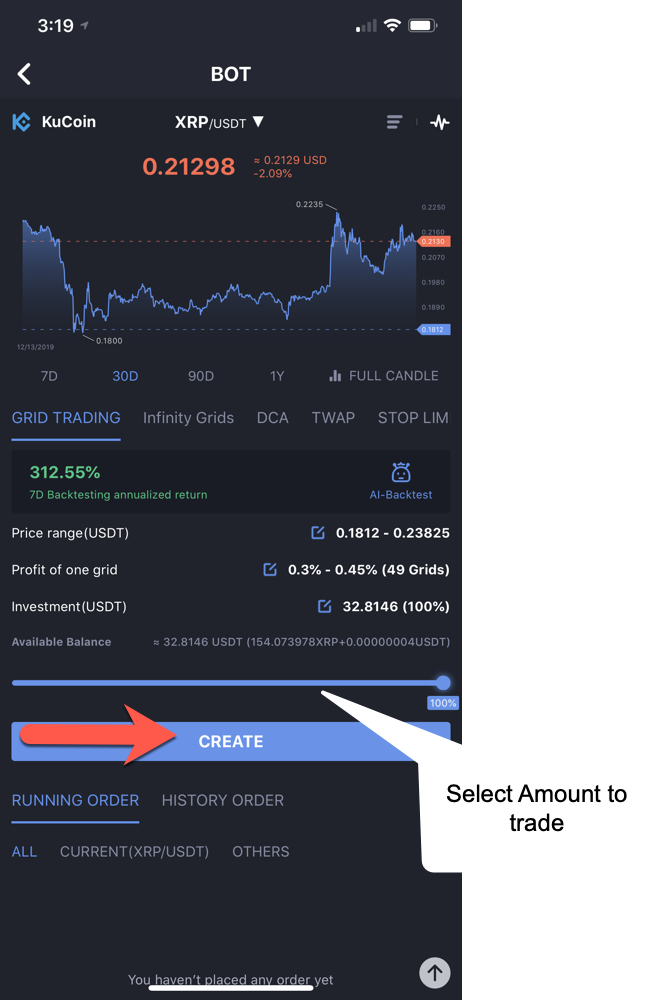 3:19
BOT
KuCoin
XRP/USDT ▼
0.21298
≈ 0.2129 USD
-2.09%
0.2235
0.2250
0.2160
0.2130
0.2070
0.1980
0.1890
0.1812
0.1800
12/13/2019
7D 30D 90D 1Y FULL CANDLE
GRID TRADING Infinity Grids DCA TWAP STOP LIM
312.55%
7D Backtesting annualized return
AI-Backtest
Price range(USDT) 0.1812 - 0.23825
Profit of one grid 0.3% - 0.45% (49 Grids)
Investment(USDT) 32.8146 (100%)
Available Balance ≈ 32.8146 USDT (154.073978XRP+0.00000004USDT)
100%
CREATE
Select Amount to
trade
RUNNING ORDER HISTORY ORDER
ALL CURRENT(XRP/USDT) OTHERS
You haven't placed any order yet